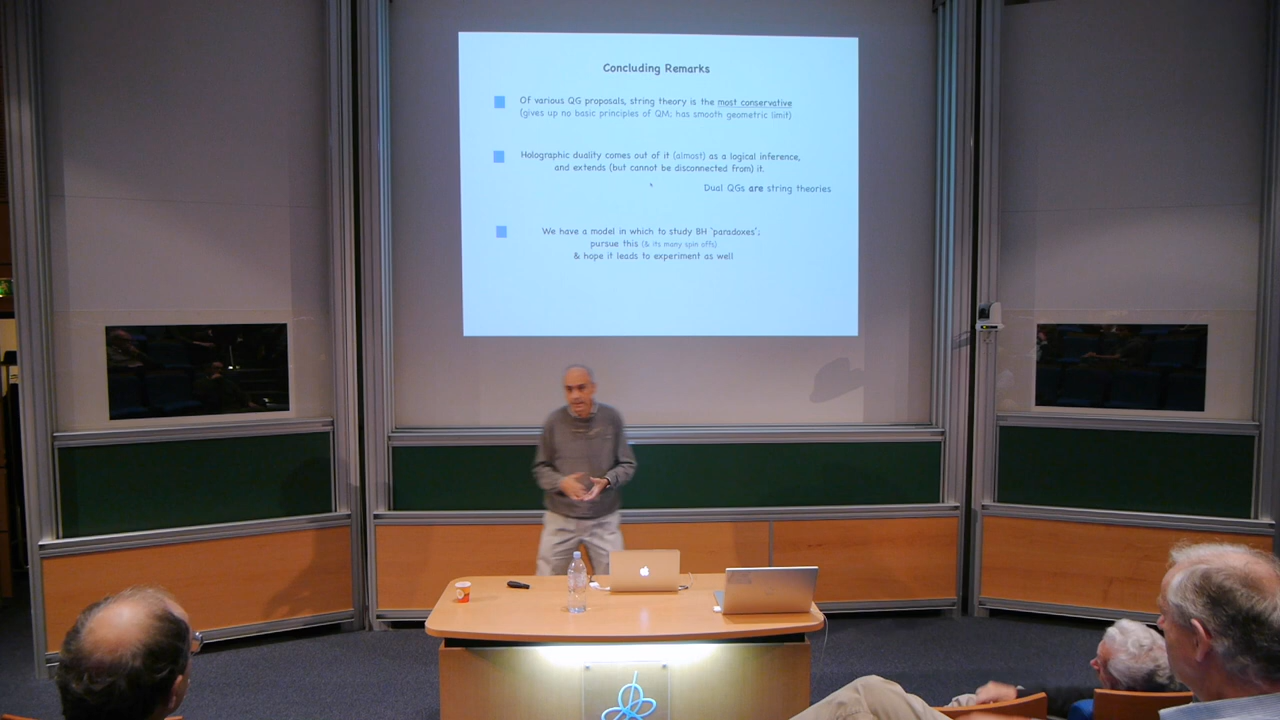 Concluding Remarks
Of various QG proposals, string theory is the most conservative
(gives up no basic principles of QM; has smooth geometric limit)
Holographic duality comes out of it (almost) as a logical inference,
and extends (but cannot be disconnected from) it.
Dual QGs are string theories
We have a model in which to study BH 'paradoxes';
pursue this (& its many spin offs)
& hope it leads to experiment as well